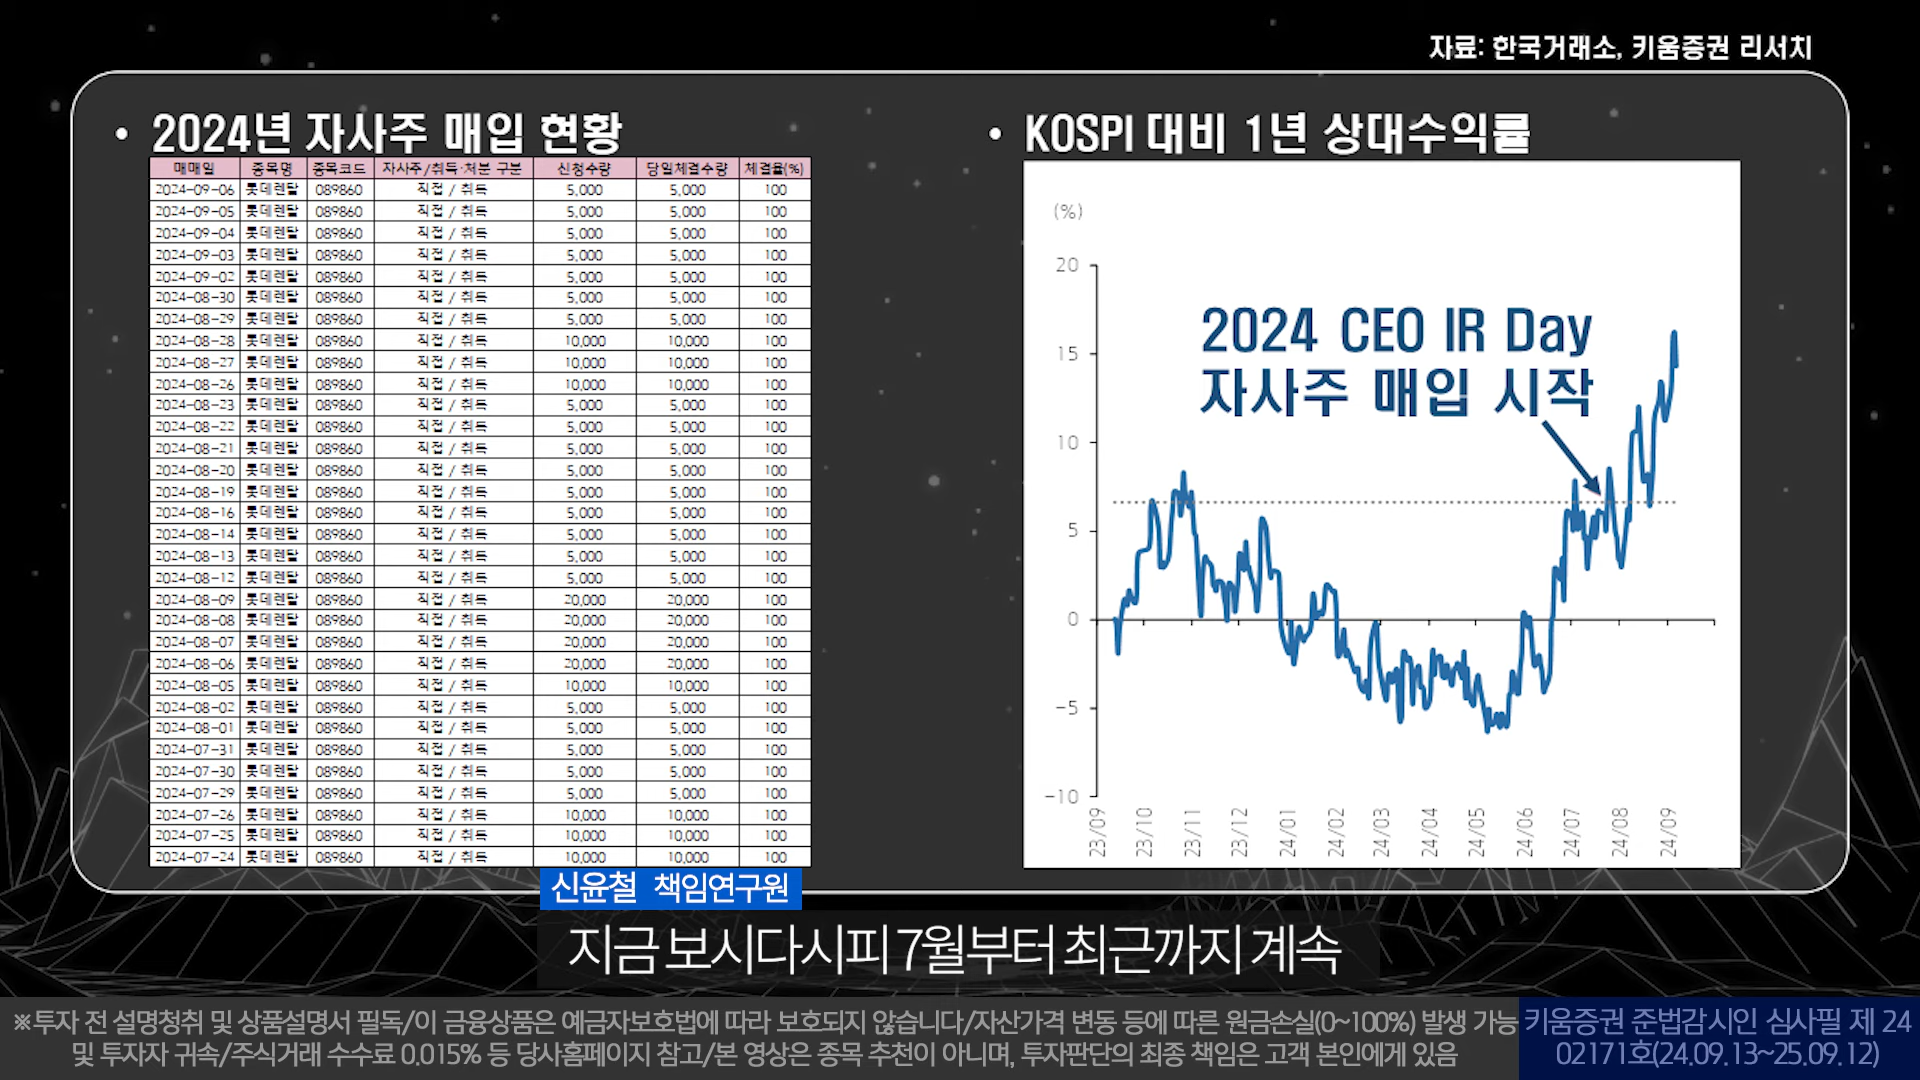 자료: 한국거래소, 키움증권 리서치
• 2024년 자사주 매입 현황
매매일 종목명 종목코드 자사주/취득·처분 구분 신청수량 당일체결수량 체결율(%)
2024-09-06 롯데렌탈 089860 직접 / 취득 5,000 5,000 100
2024-09-05 롯데렌탈 089860 직접 / 취득 5,000 5,000 100
2024-09-04 롯데렌탈 089860 직접 / 취득 5,000 5,000 100
2024-09-03 롯데렌탈 089860 직접 / 취득 5,000 5,000 100
2024-09-02 롯데렌탈 089860 직접 / 취득 5,000 5,000 100
2024-08-30 롯데렌탈 089860 직접 / 취득 5,000 5,000 100
2024-08-29 롯데렌탈 089860 직접 / 취득 5,000 5,000 100
2024-08-28 롯데렌탈 089860 직접 / 취득 10,000 10,000 100
2024-08-27 롯데렌탈 089860 직접 / 취득 10,000 10,000 100
2024-08-26 롯데렌탈 089860 직접 / 취득 10,000 10,000 100
2024-08-23 롯데렌탈 089860 직접 / 취득 5,000 5,000 100
2024-08-22 롯데렌탈 089860 직접 / 취득 5,000 5,000 100
2024-08-21 롯데렌탈 089860 직접 / 취득 5,000 5,000 100
2024-08-20 롯데렌탈 089860 직접 / 취득 5,000 5,000 100
2024-08-19 롯데렌탈 089860 직접 / 취득 5,000 5,000 100
2024-08-16 롯데렌탈 089860 직접 / 취득 5,000 5,000 100
2024-08-14 롯데렌탈 089860 직접 / 취득 5,000 5,000 100
2024-08-13 롯데렌탈 089860 직접 / 취득 5,000 5,000 100
2024-08-12 롯데렌탈 089860 직접 / 취득 5,000 5,000 100
2024-08-09 롯데렌탈 089860 직접 / 취득 20,000 20,000 100
2024-08-08 롯데렌탈 089860 직접 / 취득 20,000 20,000 100
2024-08-07 롯데렌탈 089860 직접 / 취득 20,000 20,000 100
2024-08-06 롯데렌탈 089860 직접 / 취득 20,000 20,000 100
2024-08-05 롯데렌탈 089860 직접 / 취득 10,000 10,000 100
2024-08-02 롯데렌탈 089860 직접 / 취득 5,000 5,000 100
2024-08-01 롯데렌탈 089860 직접 / 취득 5,000 5,000 100
2024-07-31 롯데렌탈 089860 직접 / 취득 5,000 5,000 100
2024-07-30 롯데렌탈 089860 직접 / 취득 5,000 5,000 100
2024-07-29 롯데렌탈 089860 직접 / 취득 5,000 5,000 100
2024-07-26 롯데렌탈 089860 직접 / 취득 10,000 10,000 100
2024-07-25 롯데렌탈 089860 직접 / 취득 10,000 10,000 100
2024-07-24 롯데렌탈 089860 직접 / 취득 10,000 10,000 100
• KOSPI 대비 1년 상대수익률
(%)
20
15
10
5
0
-5
-10
2024 CEO IR Day
자사주 매입 시작
23/09 23/10 23/11 23/12 24/01 24/02 24/03 24/04 24/05 24/06 24/07 24/08 24/09
신윤철 책임연구원
지금 보시다시피 7월부터 최근까지 계속
※투자 전 설명청취 및 상품설명서 필독/이 금융상품은 예금자보호법에 따라 보호되지 않습니다/자산가격 변동 등에 따른 원금손실(0~100%) 발생 가능
및 투자자 귀속/주식거래 수수료 0.015% 등 당사홈페이지 참고/본 영상은 종목 추천이 아니며, 투자판단의 최종 책임은 고객 본인에게 있음
키움증권 준법감시인 심사필 제 24
02171호(24.09.13~25.09.12)